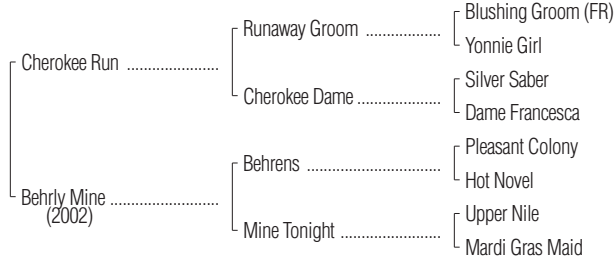 Blushing Groom (FR)
Runaway Groom ..................
Yonnie Girl
Cherokee Run ......................
Silver Saber
Cherokee Dame ....................
Dame Francesca
Pleasant Colony
Behrens ................................
Hot Novel
Behrly Mine ..........................
(2002)
Upper Nile
Mine Tonight ........................
Mardi Gras Maid